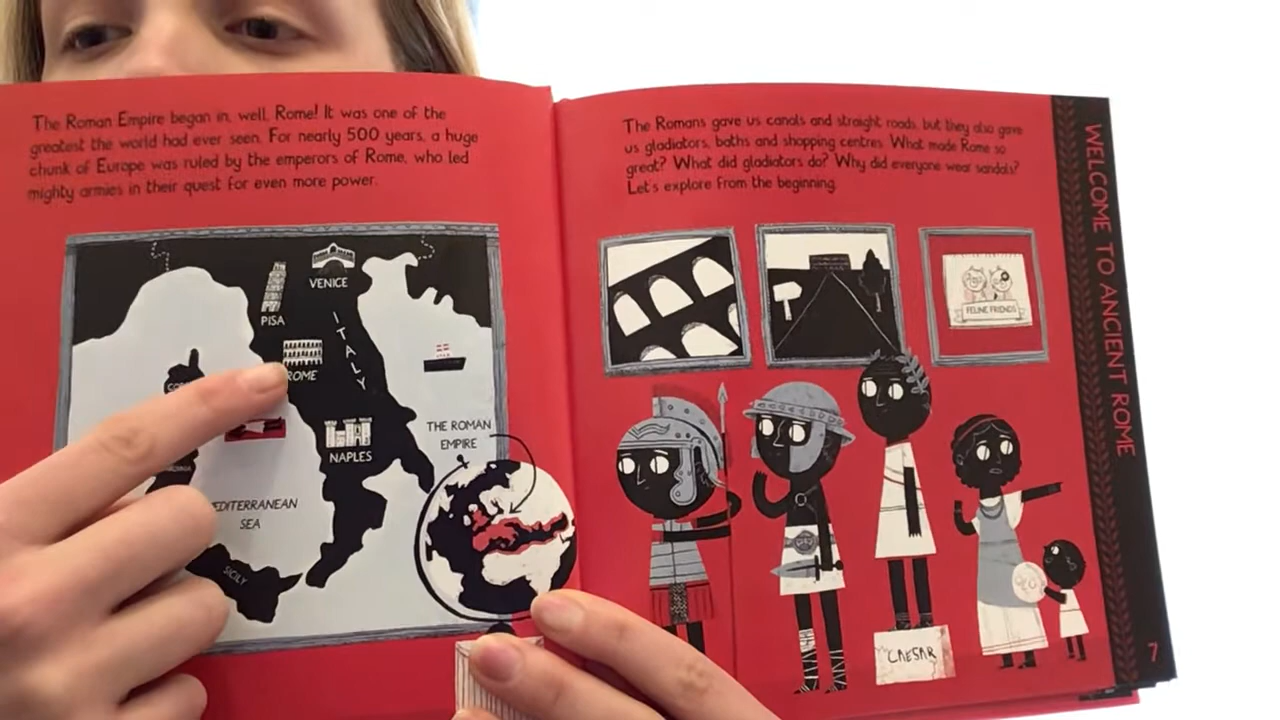 The Roman Empire began in, well, Rome! It was one of the
greatest the world had ever seen. For nearly 500 years, a huge
chunk of Europe was ruled by the emperors of Rome, who led
mighty armies in their quest for even more power.
VENICE
PISA
ITALY
ROME
NAPLES
THE ROMAN
EMPIRE
EDITERRANEAN
SEA
SICILY
The Romans gave us canals and straight roads, but they also gave
us gladiators, baths and shopping centres. What made Rome so
great? What did gladiators do? Why did everyone wear sandals?
Let's explore from the beginning.
FELINE FRIENDS
CAESAR
WELCOME TO ANCIENT ROME
7